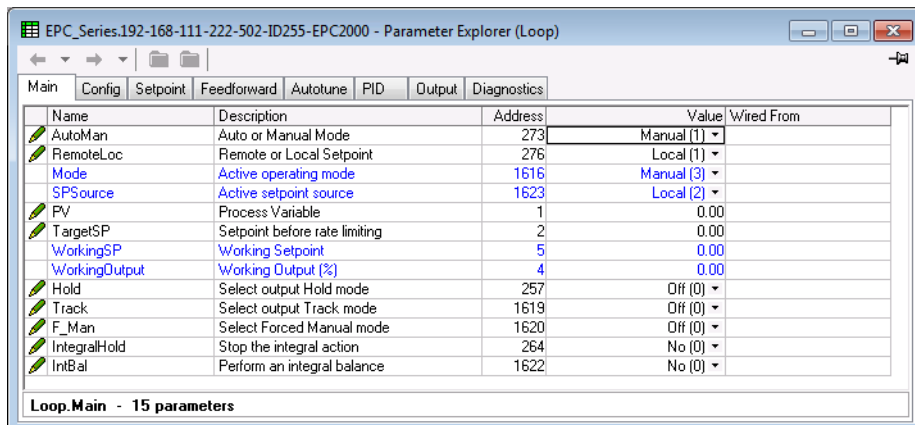 EPC_Series.192-168-111-222-502-ID255-EPC2000 - Parameter Explorer (Loop)
Main Config Setpoint Feedforward Autotune PID Output Diagnostics
Name Description Address Value Wired From
AutoMan Auto or Manual Mode 273 Manual (1)
RemoteLoc Remote or Local Setpoint 276 Local (1)
Mode Active operating mode 1616 Manual (3)
SPSource Active setpoint source 1623 Local (2)
PV Process Variable 1 0.00
TargetSP Setpoint before rate limiting 2 0.00
WorkingSP Working Setpoint 5 0.00
WorkingOutput Working Output (%) 4 0.00
Hold Select output Hold mode 257 Off (0)
Track Select output Track mode 1619 Off (0)
F_Man Select Forced Manual mode 1620 Off (0)
IntegralHold Stop the integral action 264 No (0)
IntBal Perform an integral balance 1622 No (0)
Loop.Main - 15 parameters